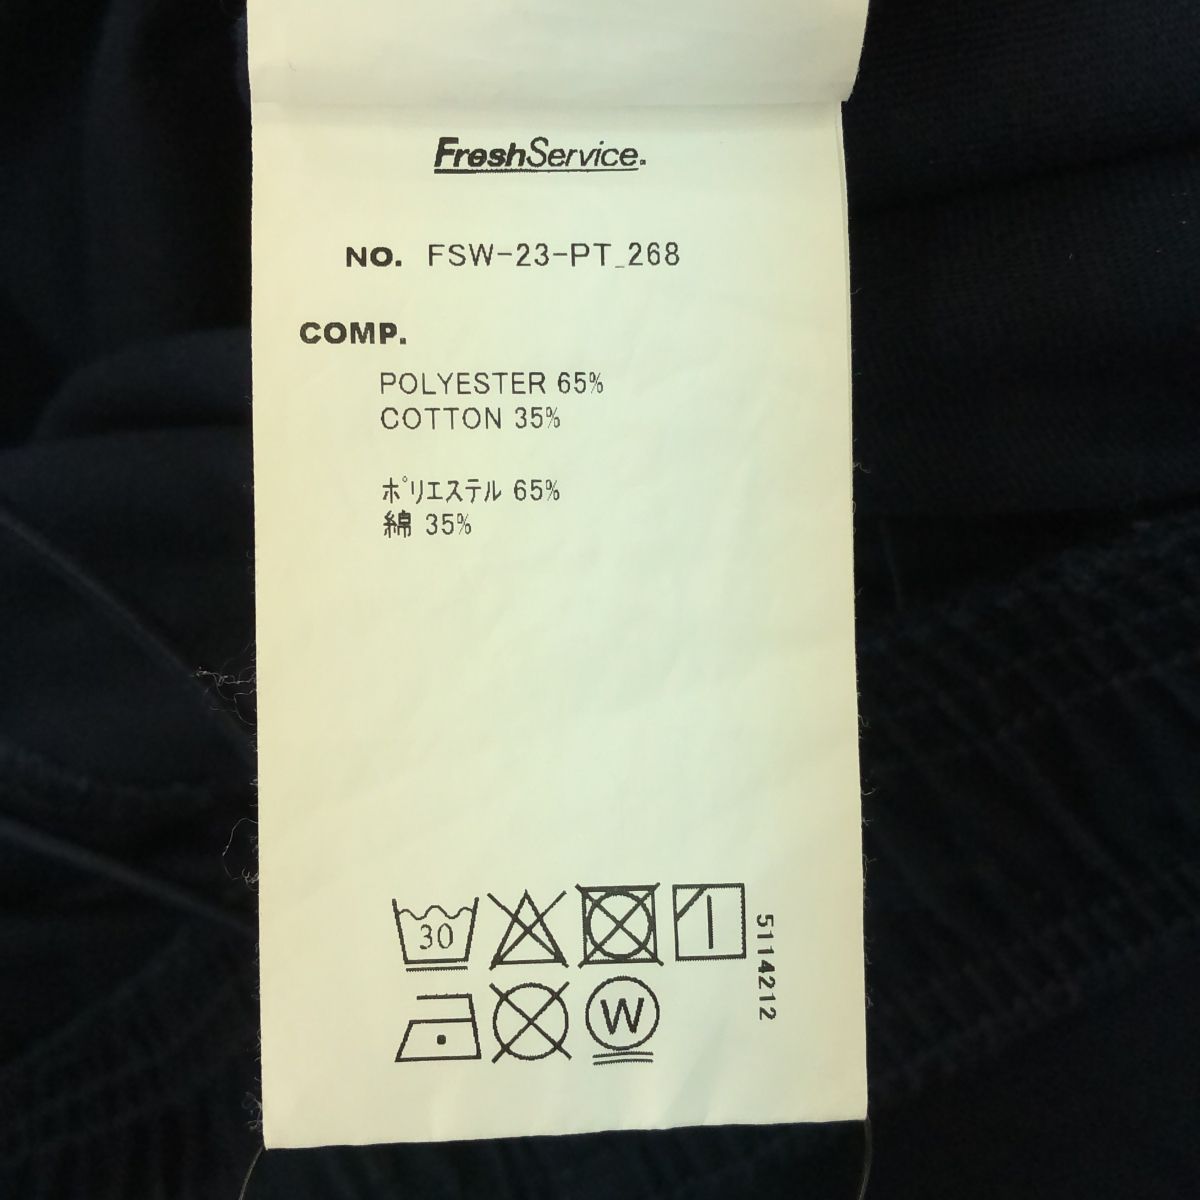 FreshService.
NO. FSW-23-PT_268
COMP.
POLYESTER 65%
COTTON 35%
ポリエステル 65%
綿 35%
30
5114212
W